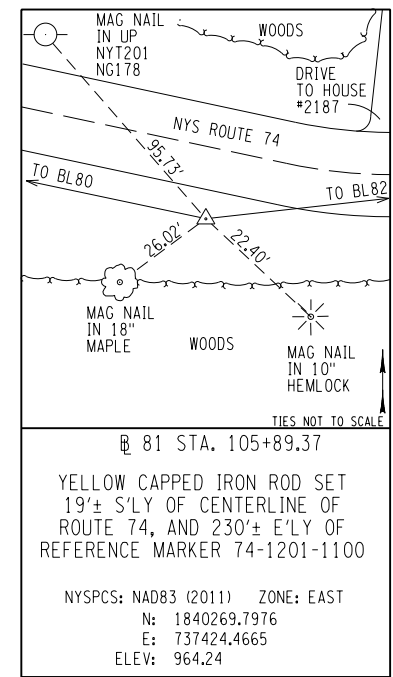 MAG NAIL
IN UP
NYT201
NG178
WOODS
DRIVE
TO HOUSE
#2187
NYS ROUTE 74
95.73'
TO BL80
TO BL82
26.02'
22.40'
MAG NAIL
IN 18"
MAPLE
WOODS
MAG NAIL
IN 10"
HEMLOCK
TIES NOT TO SCALE
BL 81 STA. 105+89.37
YELLOW CAPPED IRON ROD SET
19'± S'LY OF CENTERLINE OF
ROUTE 74, AND 230'± E'LY OF
REFERENCE MARKER 74-1201-1100
NYSPCS: NAD83 (2011) ZONE: EAST
N: 1840269.7976
E: 737424.4665
ELEV: 964.24